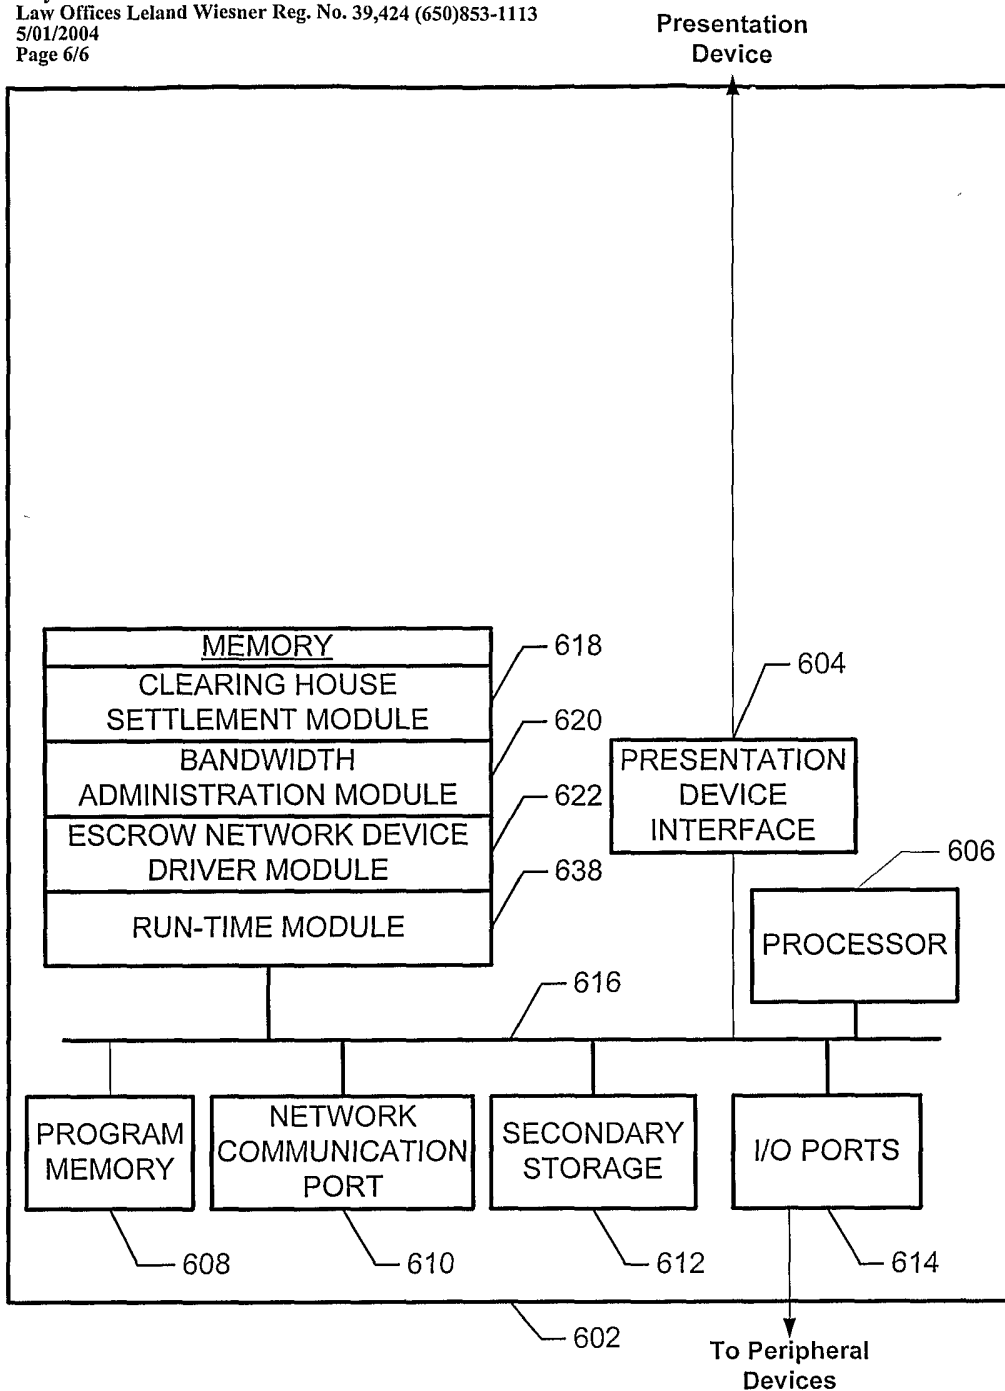 Law Offices Leland Wiesner Reg. No. 39,424 (650)853-1113
5/01/2004
Page 6/6
Presentation
Device
MEMORY
618
CLEARING HOUSE
SETTLEMENT MODULE
604
620
BANDWIDTH
ADMINISTRATION MODULE
PRESENTATION
DEVICE
INTERFACE
622
ESCROW NETWORK DEVICE
DRIVER MODULE
606
638
RUN-TIME MODULE
PROCESSOR
616
PROGRAM
MEMORY
NETWORK
COMMUNICATION
PORT
SECONDARY
STORAGE
I/O PORTS
608
610
612
614
602
To Peripheral
Devices